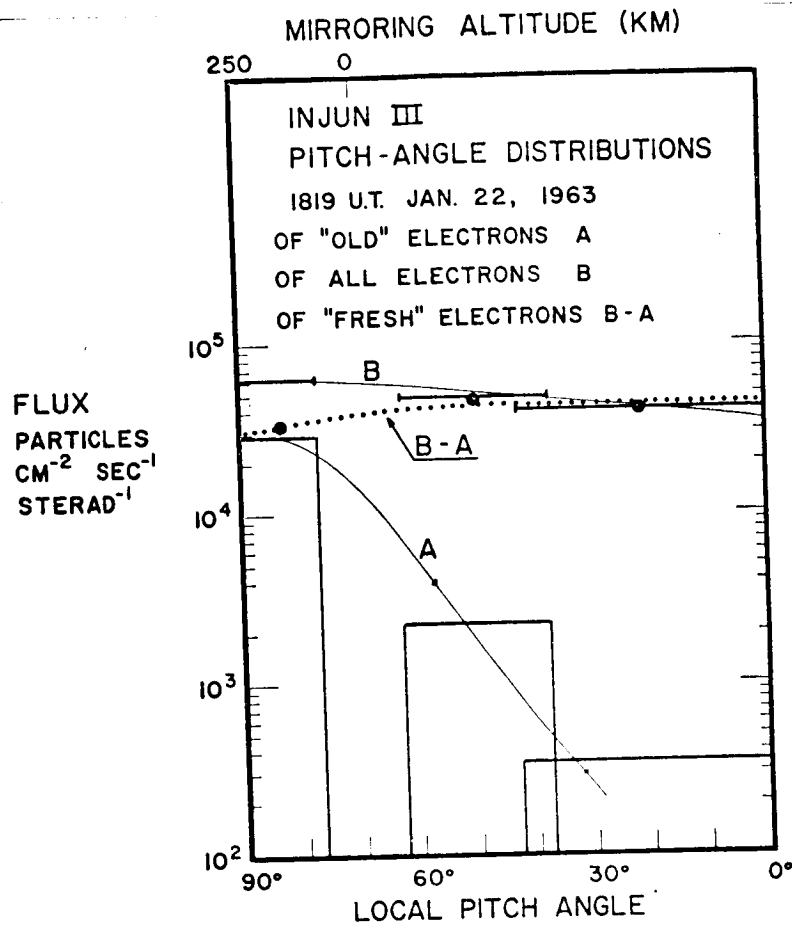 MIRRORING ALTITUDE (KM)
250 0
INJUN III
PITCH-ANGLE DISTRIBUTIONS
1819 U.T. JAN. 22, 1963
OF "OLD" ELECTRONS A
OF ALL ELECTRONS B
OF "FRESH" ELECTRONS B-A
10⁵
B
FLUX
PARTICLES
CM⁻² SEC⁻¹
STERAD⁻¹
B-A
10⁴
A
10³
10²
90° 60° 30° 0°
LOCAL PITCH ANGLE